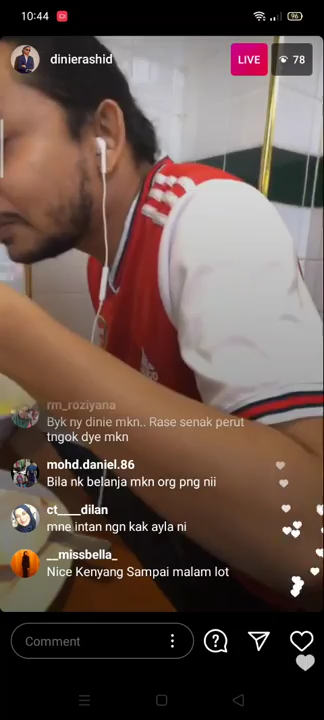 10:44
96
dinierashid
LIVE
78
rm_roziyana
Byk ny dinie mkn.. Rase senak perut
tngok dye mkn
mohd.daniel.86
Bila nk belanja mkn org png nii
ct____dilan
mne intan ngn kak ayla ni
__missbella_
Nice Kenyang Sampai malam lot
Comment